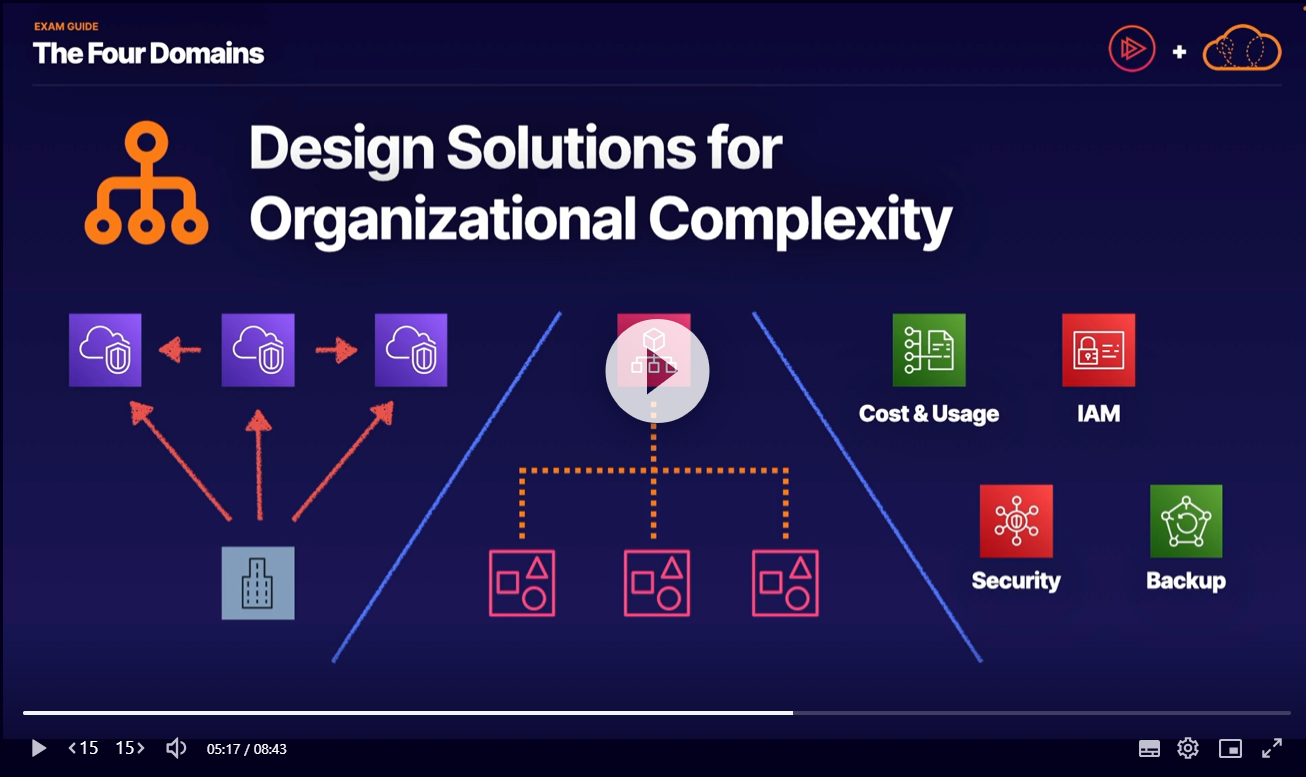 EXAM GUIDE
The Four Domains
+
Design Solutions for
Organizational Complexity
Cost & Usage
IAM
Security
Backup
15
15
05:17 / 08:43